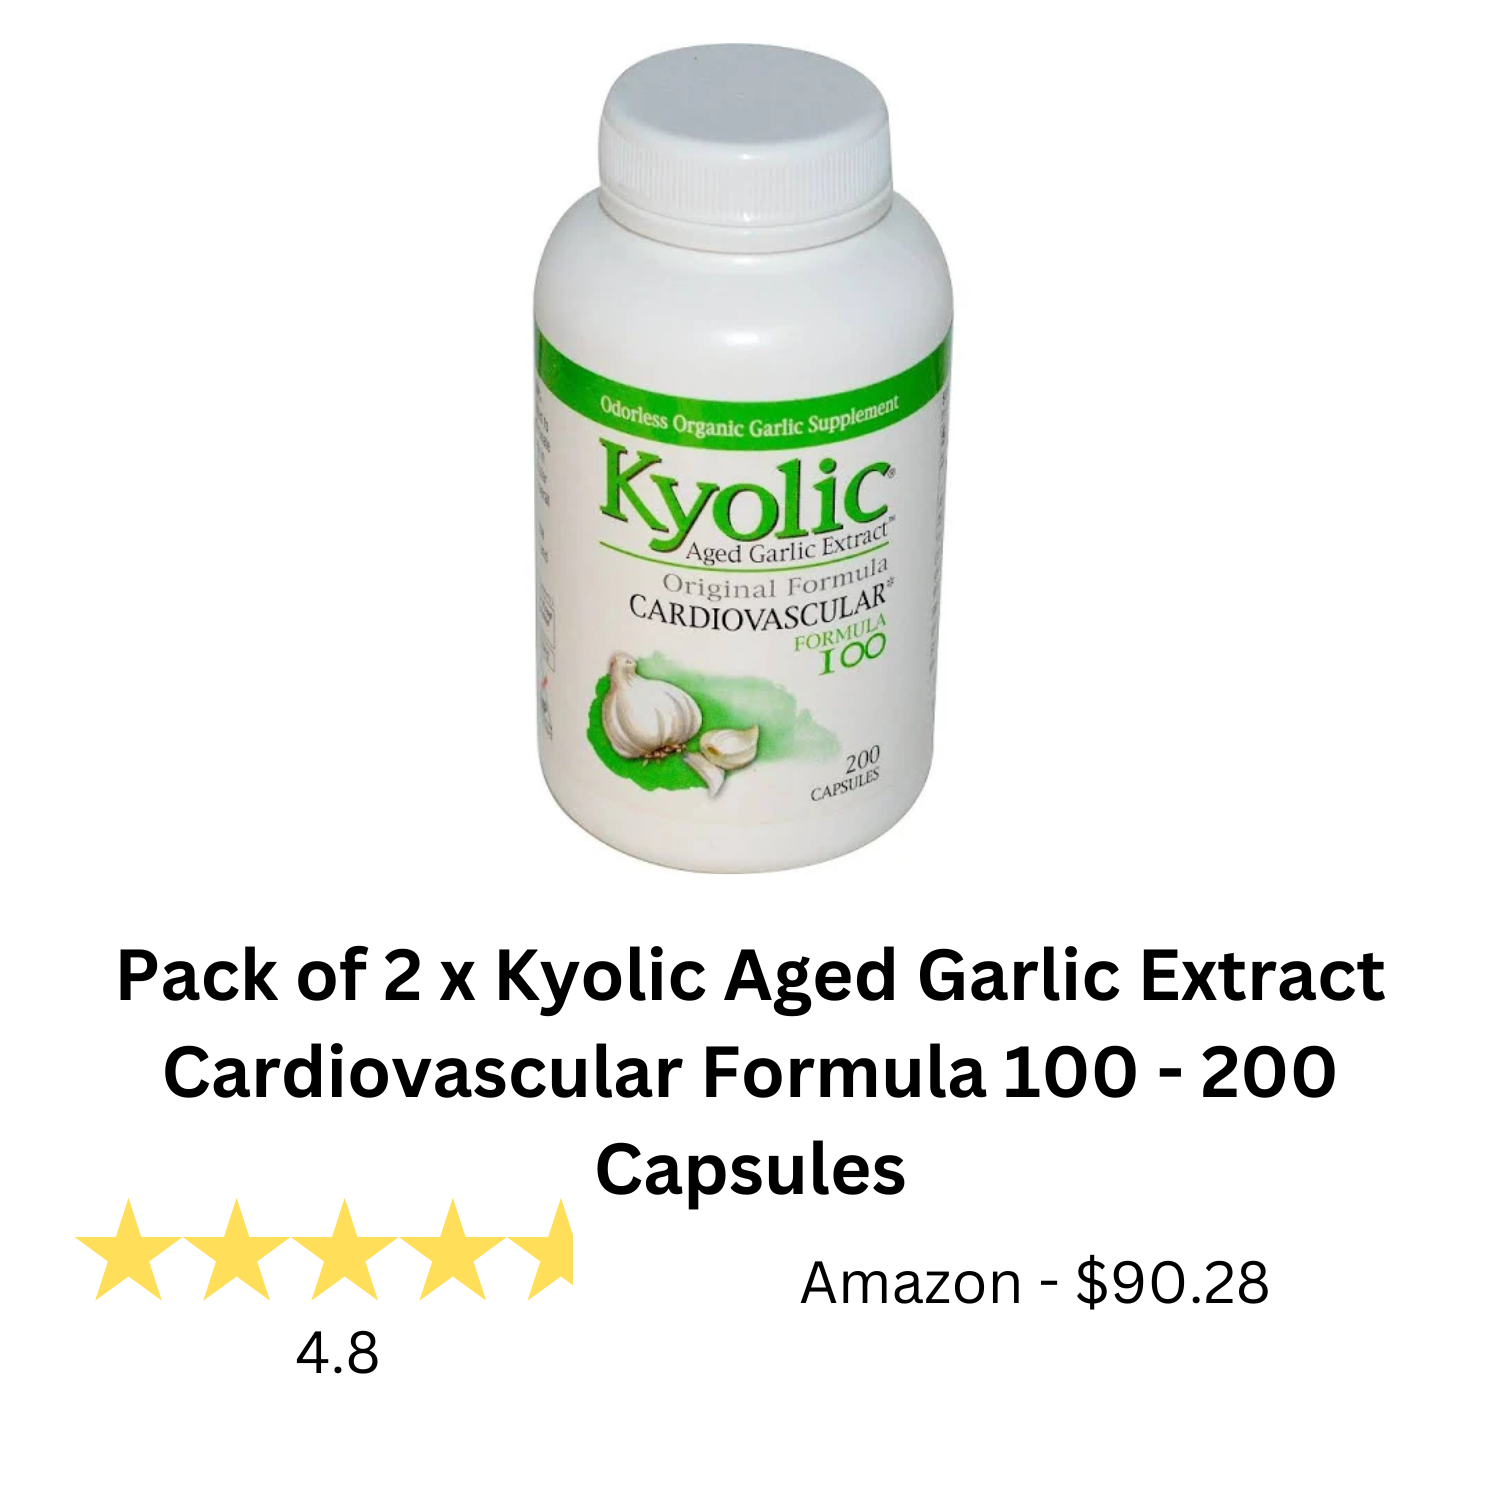 Odorless Organic Garlic Supplement
Kyolic®
Aged Garlic Extract™
Original Formula
CARDIOVASCULAR*
FORMULA
100
200
CAPSULES
Pack of 2 x Kyolic Aged Garlic Extract
Cardiovascular Formula 100 - 200
Capsules
Amazon - $90.28
4.8